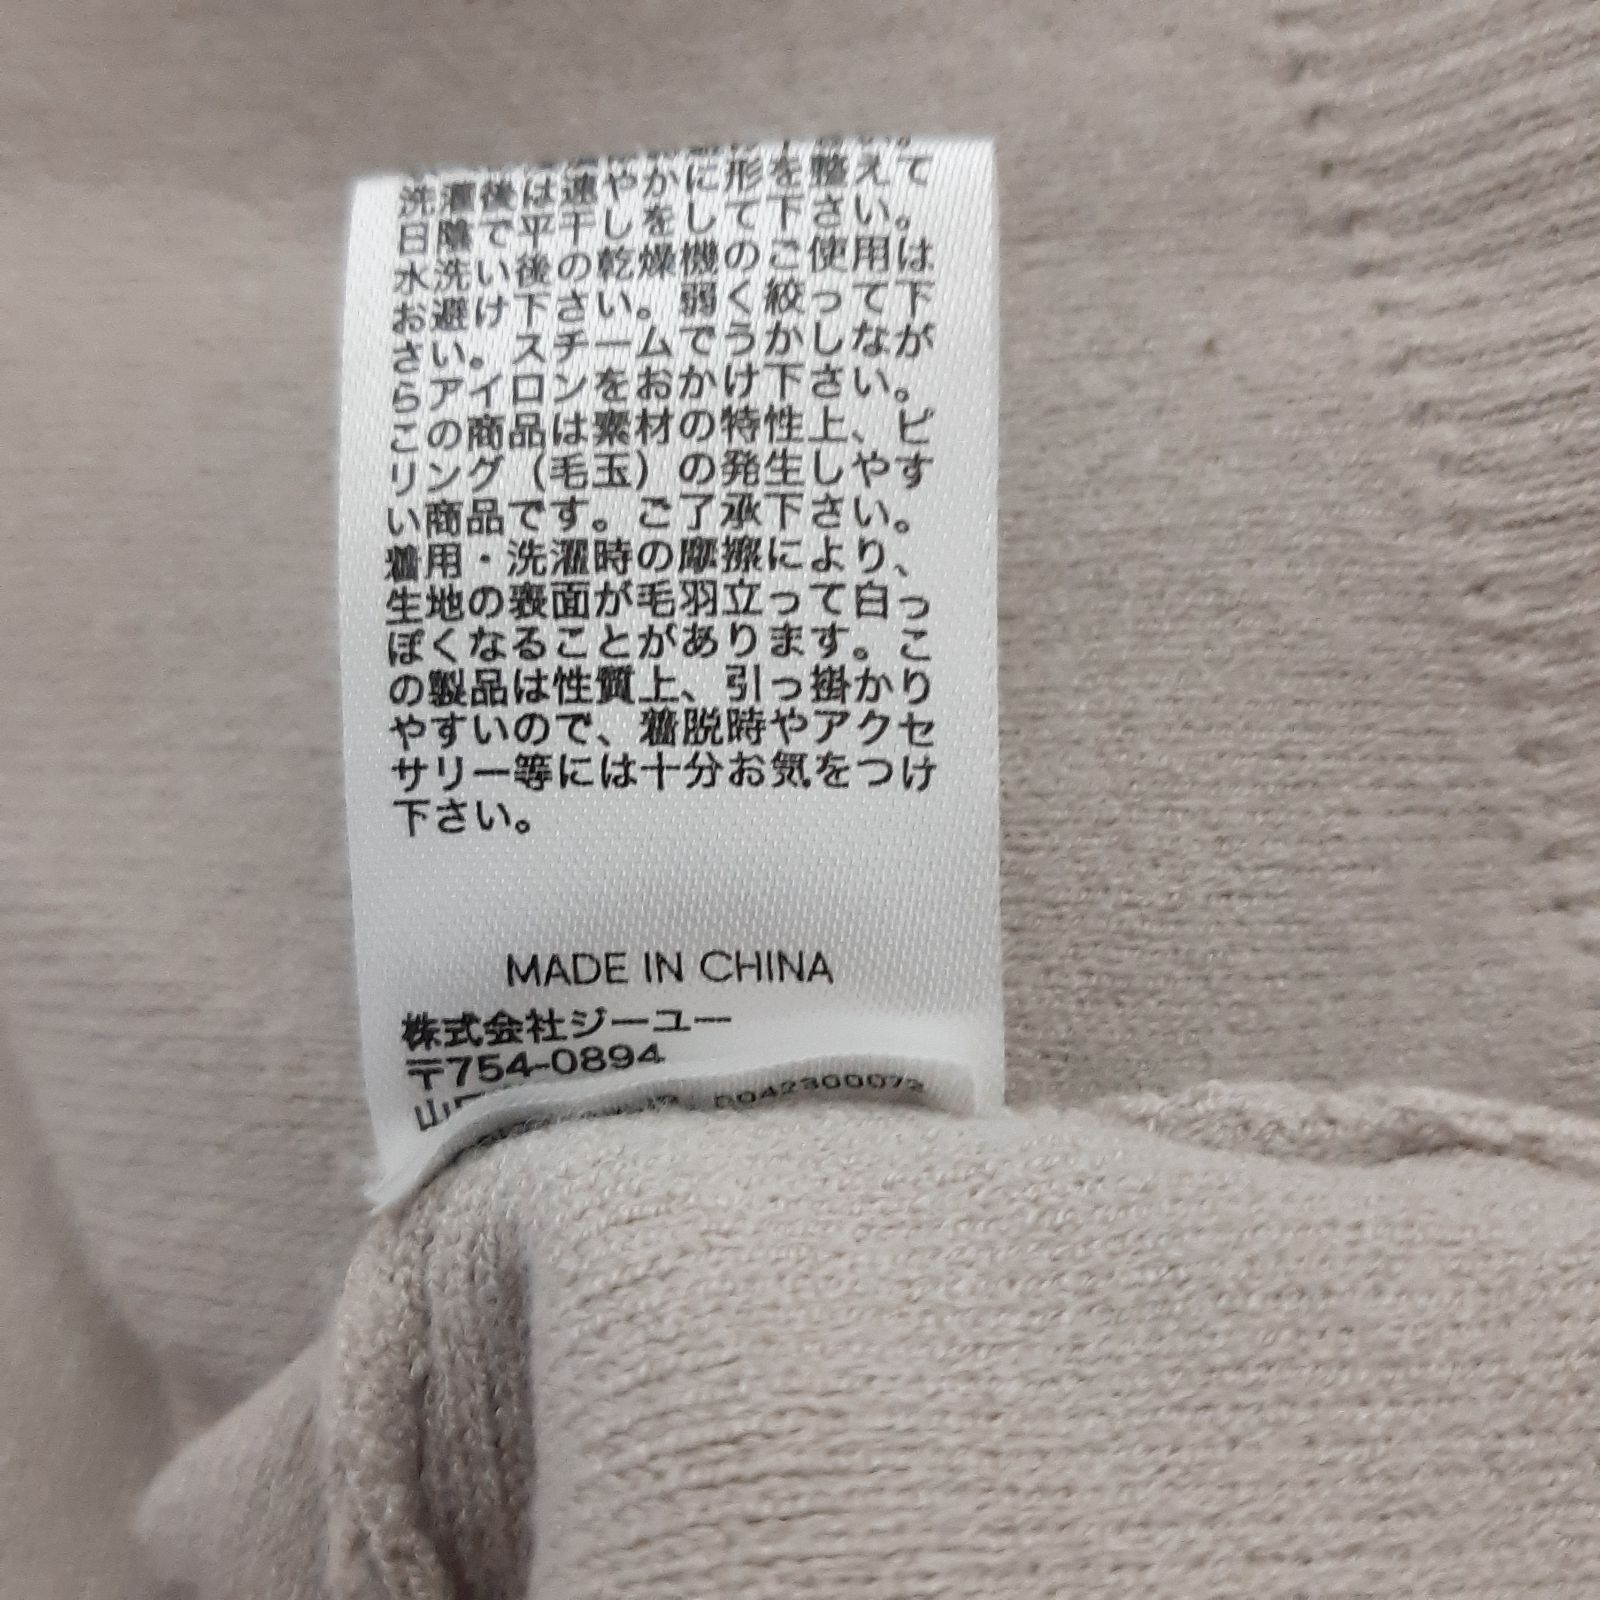 洗濯後は速やかに形を整えて
日陰で平干しをして下さい。
水洗い後の乾燥機のご使用は
お避け下さい。弱く絞って下
さい。スチームでうかしなが
らアイロンをおかけ下さい。
この商品は素材の特性上、ピ
リング（毛玉）の発生しやす
い商品です。ご了承下さい。
着用・洗濯時の摩擦により、
生地の表面が毛羽立って白っ
ぽくなることがあります。こ
の製品は性質上、引っ掛かり
やすいので、着脱時やアクセ
サリー等には十分お気をつけ
下さい。
MADE IN CHINA
株式会社ジーユー
〒754-0894
山
0042300072